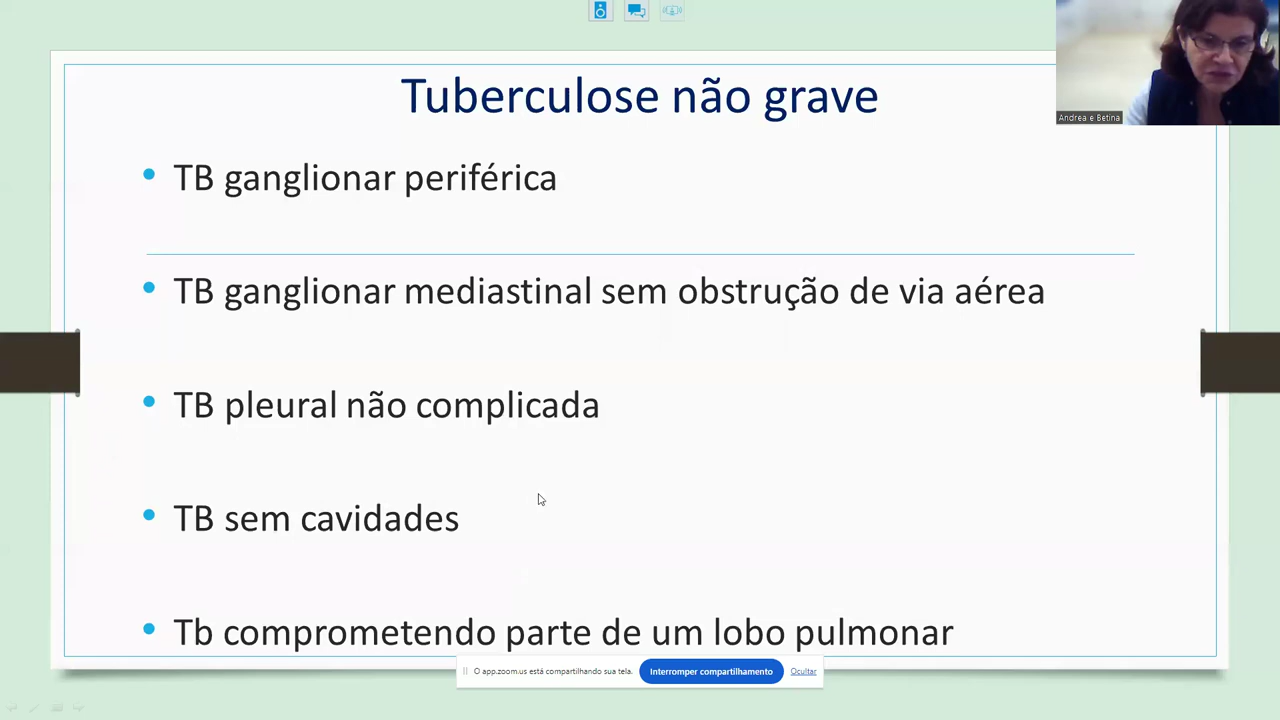 Tuberculose não grave
Andrea e Betina
• TB ganglionar periférica
• TB ganglionar mediastinal sem obstrução de via aérea
• TB pleural não complicada
• TB sem cavidades
• Tb comprometendo parte de um lobo pulmonar
O app.zoom.us está compartilhando sua tela. Interromper compartilhamento Ocultar